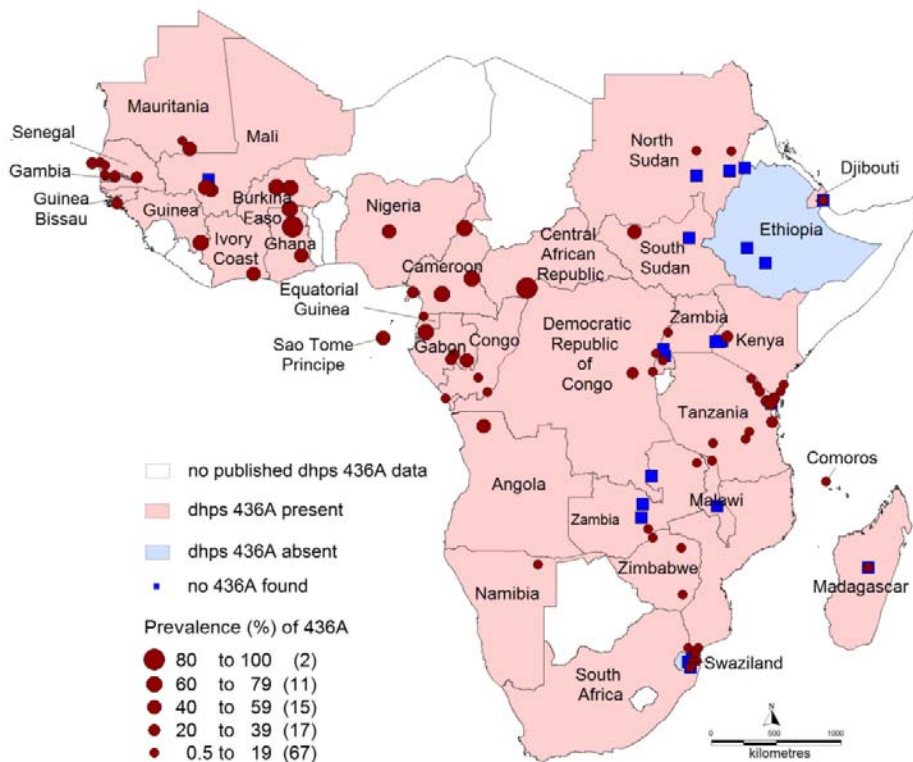 Mauritania
Mali
Senegal
Gambia
Guinea
Bissau
Guinea
Burkina
Faso
Ivory
Coast
Ghana
Nigeria
Cameroon
Equatorial
Guinea
Sao Tome
Principe
Gabon
Congo
Central
African
Republic
North
Sudan
South
Sudan
Djibouti
Ethiopia
Zambia
Kenya
Democratic
Republic
of
Congo
Tanzania
Comoros
Angola
Zambia
Malawi
Zimbabwe
Namibia
Madagascar
Swaziland
South
Africa
no published dhps 436A data
dhps 436A present
dhps 436A absent
no 436A found
Prevalence (%) of 436A
80 to 100 (2)
60 to 79 (11)
40 to 59 (15)
20 to 39 (17)
0.5 to 19 (67)
N
0 500 1000
kilometres